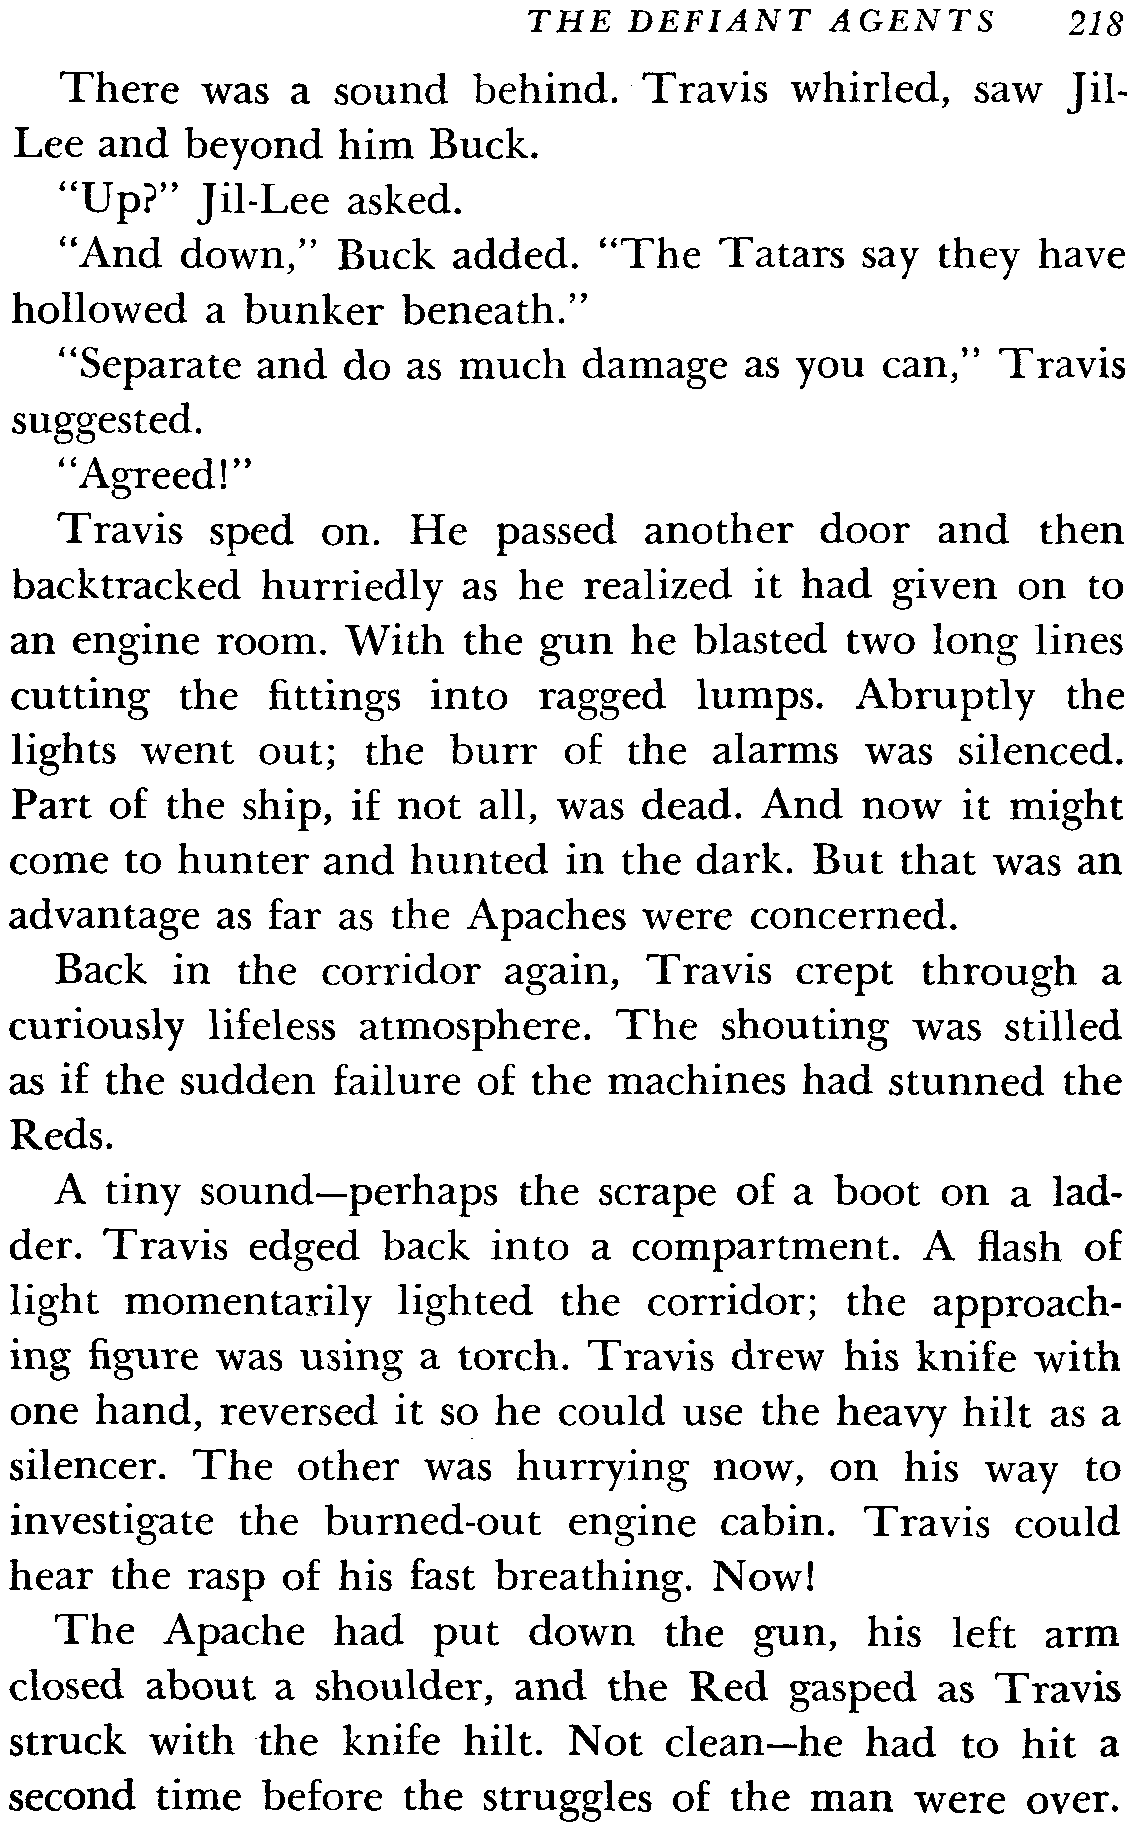 THE DEFIANT AGENTS 218
There was a sound behind. Travis whirled, saw Jil-
Lee and beyond him Buck.
"Up?" Jil-Lee asked.
"And down," Buck added. "The Tatars say they have
hollowed a bunker beneath."
"Separate and do as much damage as you can," Travis
suggested.
"Agreed!"
Travis sped on. He passed another door and then
backtracked hurriedly as he realized it had given on to
an engine room. With the gun he blasted two long lines
cutting the fittings into ragged lumps. Abruptly the
lights went out; the burr of the alarms was silenced.
Part of the ship, if not all, was dead. And now it might
come to hunter and hunted in the dark. But that was an
advantage as far as the Apaches were concerned.
Back in the corridor again, Travis crept through a
curiously lifeless atmosphere. The shouting was stilled
as if the sudden failure of the machines had stunned the
Reds.
A tiny sound—perhaps the scrape of a boot on a lad-
der. Travis edged back into a compartment. A flash of
light momentarily lighted the corridor; the approach-
ing figure was using a torch. Travis drew his knife with
one hand, reversed it so he could use the heavy hilt as a
silencer. The other was hurrying now, on his way to
investigate the burned-out engine cabin. Travis could
hear the rasp of his fast breathing. Now!
The Apache had put down the gun, his left arm
closed about a shoulder, and the Red gasped as Travis
struck with the knife hilt. Not clean—he had to hit a
second time before the struggles of the man were over.